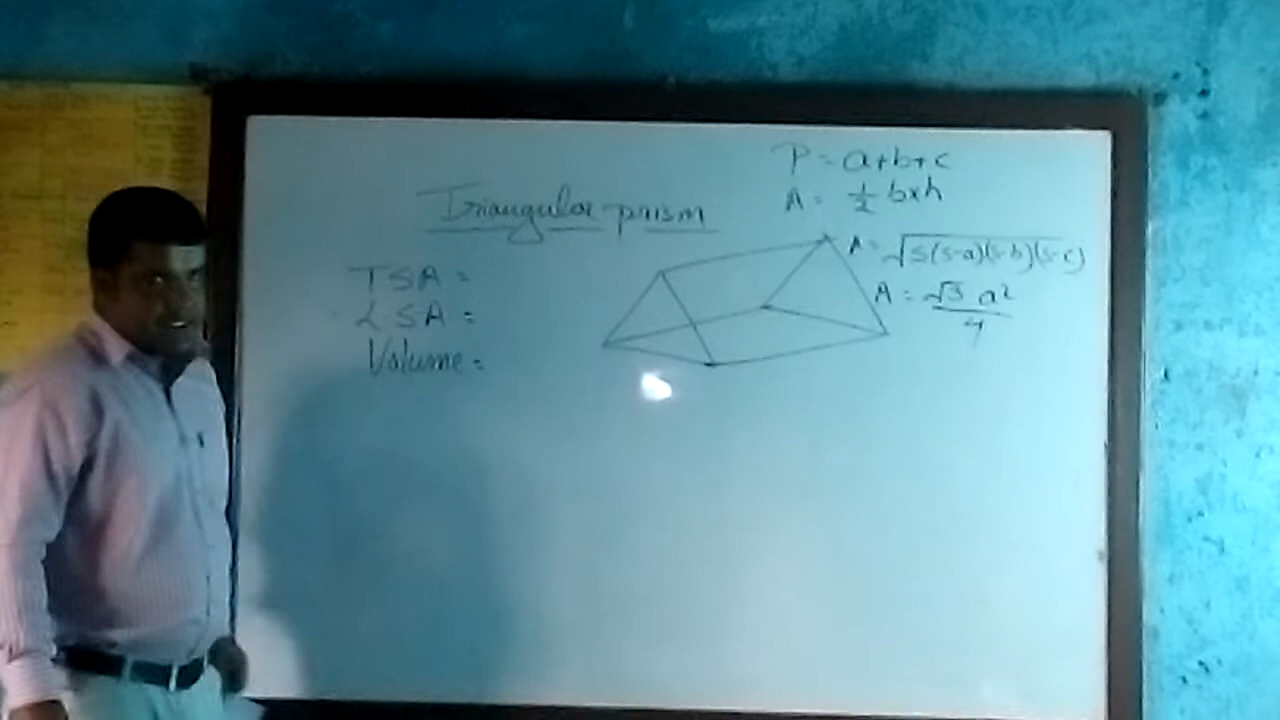 P = a+b+c
A = 1/2 b×h
Triangular prism
A = √s(s-a)(s-b)(s-c)
TSA =
A = √3 a² / 4
LSA =
Volume =